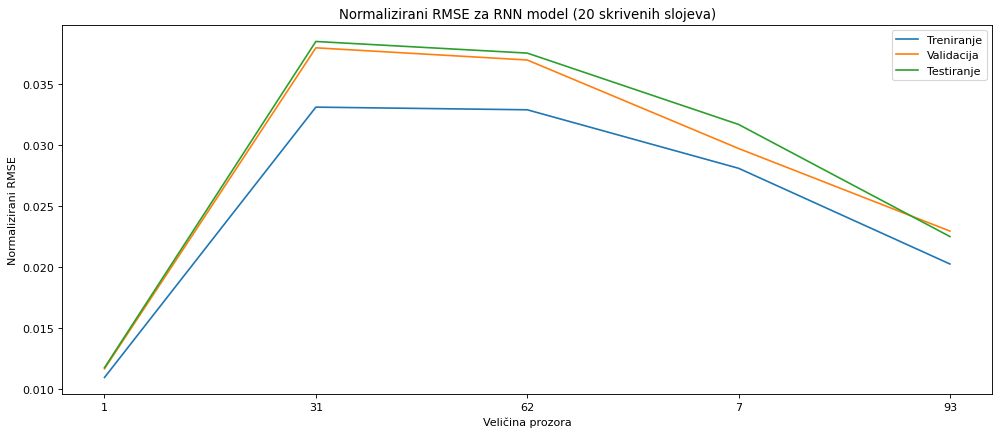 Normalizirani RMSE za RNN model (20 skrivenih slojeva)
Treniranje
Validacija
Testiranje
Normalizirani RMSE
0.035
0.030
0.025
0.020
0.015
0.010
1 31 62 7 93
Veličina prozora